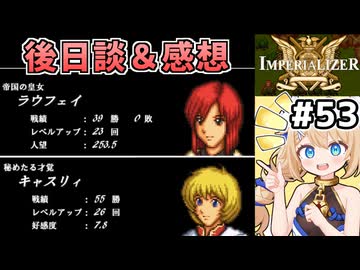 後日談&感想
IMPERIALIZER
#53
帝国の皇女
ラウフェイ
戦績 : 39 勝 0 敗
レベルアップ : 23 回
人望 : 253.5
秘めたる才覚
キャスリィ
戦績 : 55 勝
レベルアップ : 26 回
好感度 : 7.8